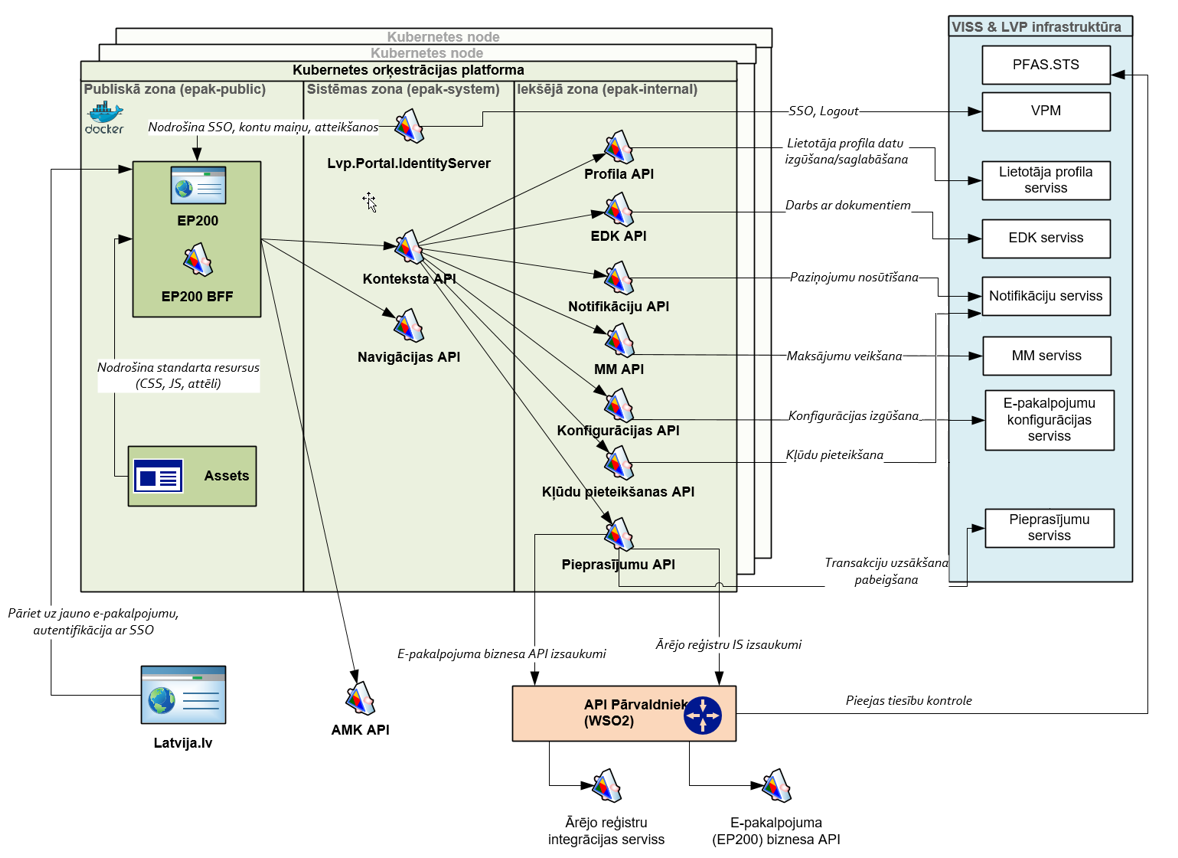 Kubernetes node
Kubernetes node
Kubernetes orķestrācijas platforma
Publiskā zona (epak-public)
Sistēmas zona (epak-system)
Iekšējā zona (epak-internal)
VISS & LVP infrastruktūra
docker
Nodrošina SSO, kontu maiņu, atteikšanos
Lvp.Portal.IdentityServer
SSO, Logout
PFAS.STS
VPM
EP200
EP200 BFF
Profila API
Lietotāja profila datu
izgūšana/saglabāšana
Lietotāja profila
serviss
EDK API
Darbs ar dokumentiem
EDK serviss
Konteksta API
Notifikāciju API
Paziņojumu nosūtīšana
Notifikāciju serviss
Navigācijas API
MM API
Maksājumu veikšana
MM serviss
Nodrošina standarta resursus
(CSS, JS, attēli)
Konfigurācijas API
Konfigurācijas izgūšana
E-pakalpojumu
konfigurācijas
serviss
Assets
Kļūdu pieteikšanas API
Kļūdu pieteikšana
Pieprasījumu API
Pieprasījumu
serviss
Transakciju uzsākšana
pabeigšana
Pāriet uz jauno e-pakalpojumu,
autentifikācija ar SSO
E-pakalpojuma biznesa API izsaukumi
Ārējo reģistru IS izsaukumi
Latvija.lv
AMK API
API Pārvaldniek
(WSO2)
Pieejas tiesību kontrole
Ārējo reģistru
integrācijas serviss
E-pakalpojuma
(EP200) biznesa API